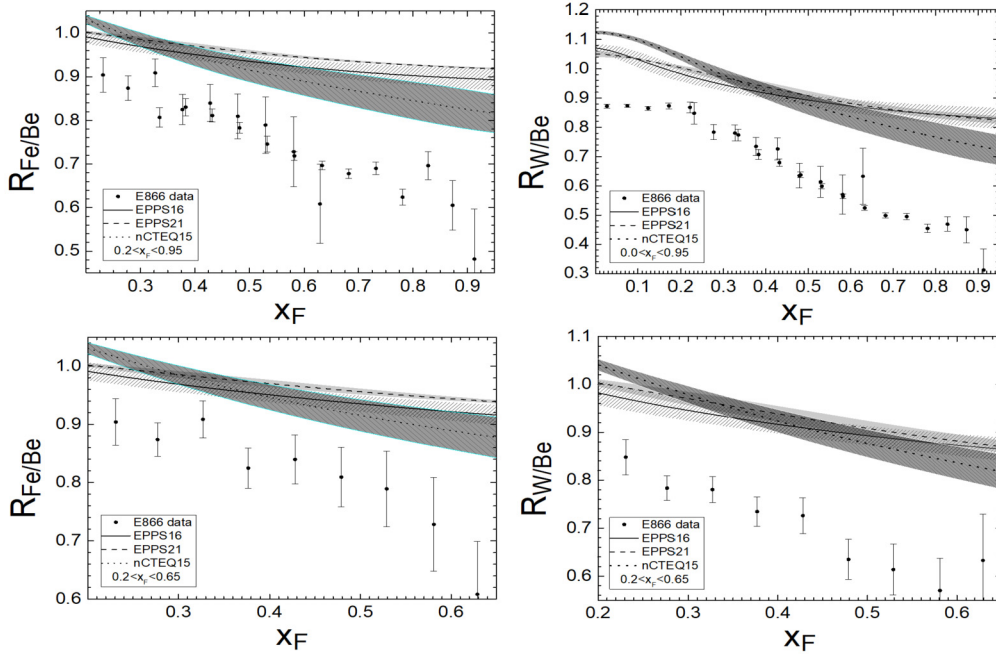 R_Fe/Be
1.0
0.9
0.8
0.7
0.6
0.5
E866 data
EPPS16
EPPS21
nCTEQ15
0.2<x_F<0.95
0.3 0.4 0.5 0.6 0.7 0.8 0.9
x_F
R_W/Be
1.2
1.1
1.0
0.9
0.8
0.7
0.6
0.5
0.4
0.3
E866 data
EPPS16
EPPS21
nCTEQ15
0.0<x_F<0.95
0.1 0.2 0.3 0.4 0.5 0.6 0.7 0.8 0.9
x_F
R_Fe/Be
1.0
0.9
0.8
0.7
0.6
E866 data
EPPS16
EPPS21
nCTEQ15
0.2<x_F<0.65
0.3 0.4 0.5 0.6
x_F
R_W/Be
1.1
1.0
0.9
0.8
0.7
0.6
E866 data
EPPS16
EPPS21
nCTEQ15
0.2<x_F<0.65
0.2 0.3 0.4 0.5 0.6
x_F